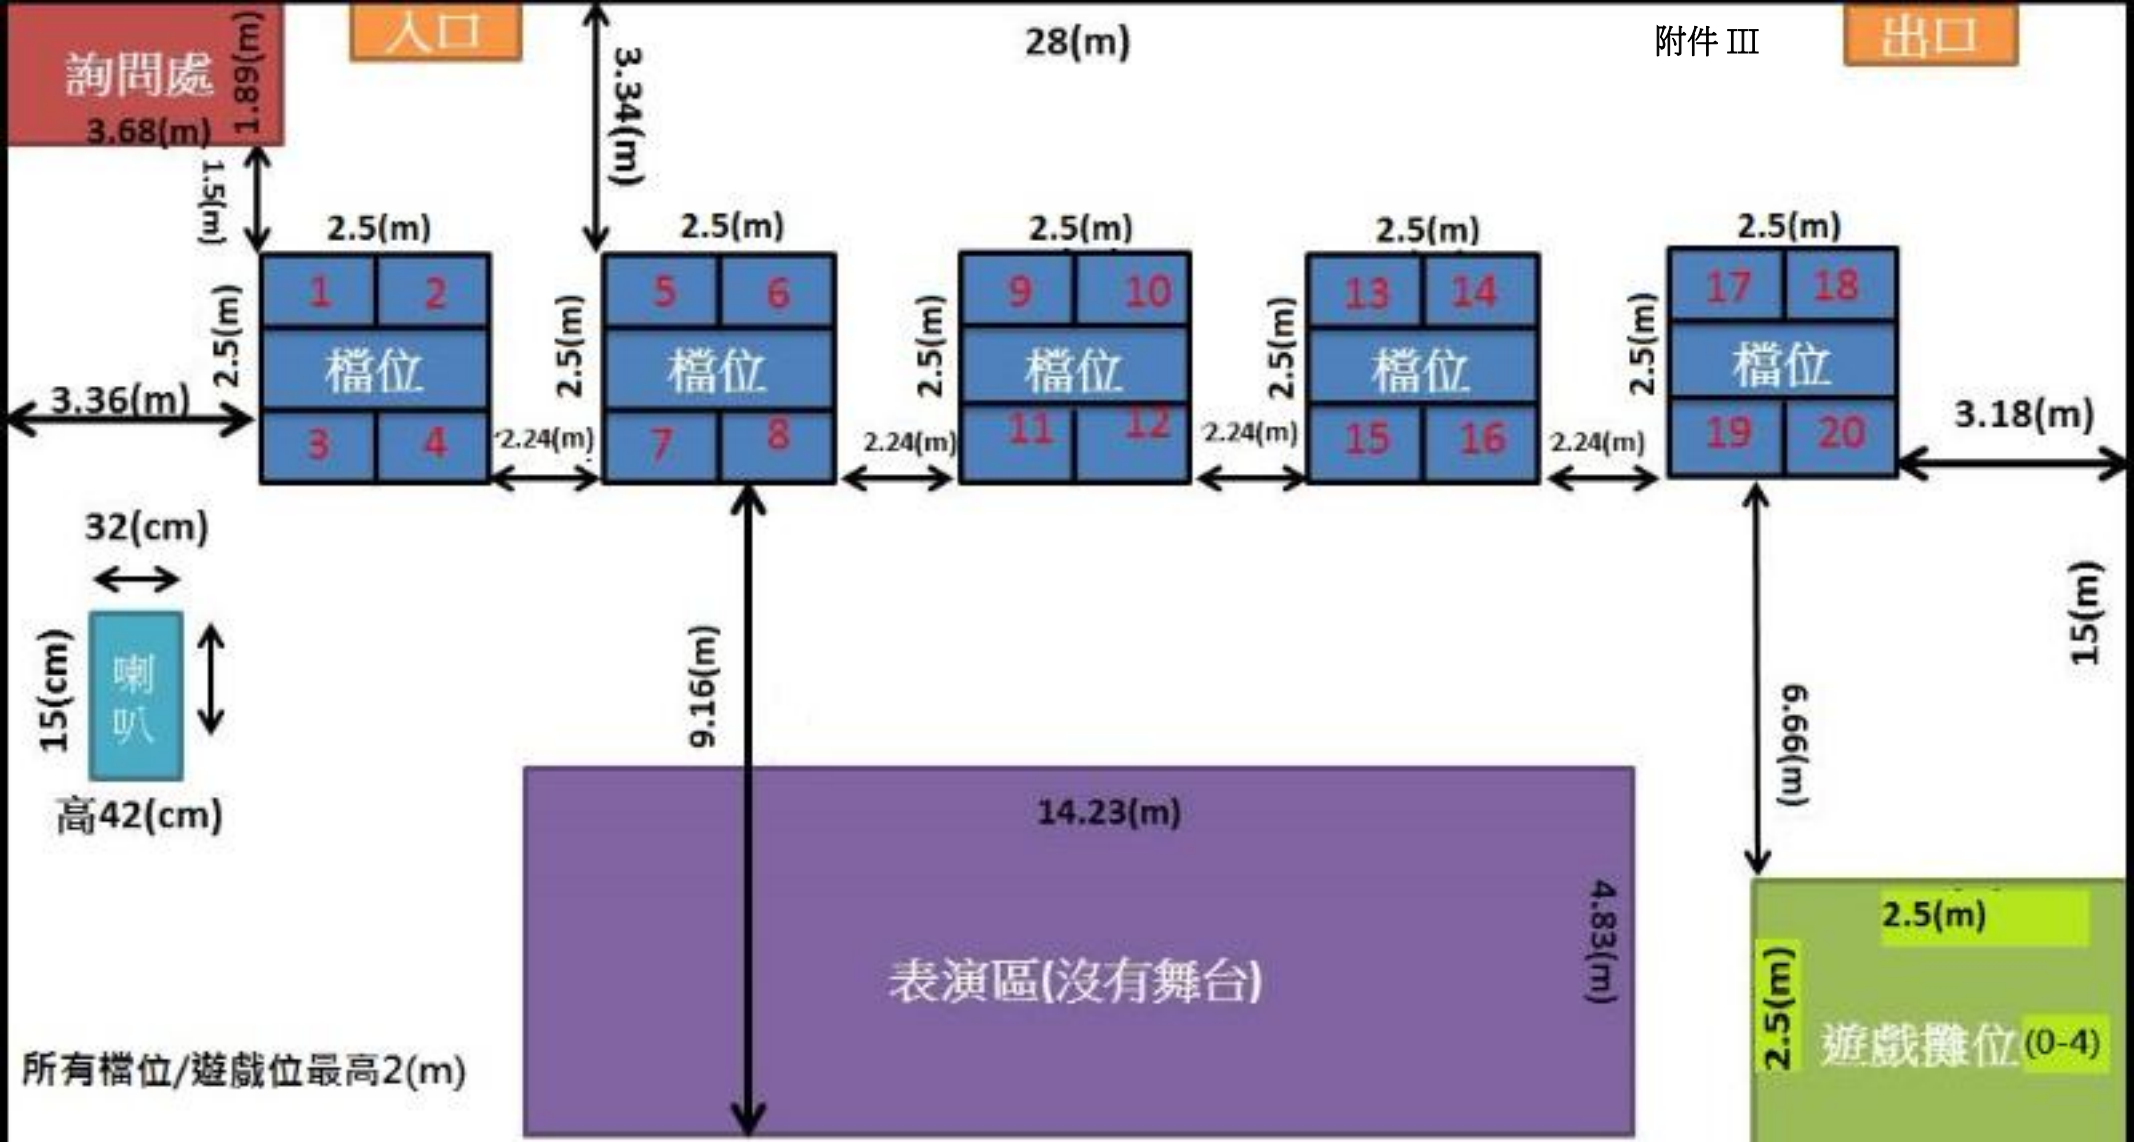 詢問處
1.89(m)
3.68(m)
入口
3.34(m)
28(m)
附件 III
出口
1.5(m)
2.5(m)
2.5(m)
2.5(m)
2.5(m)
2.5(m)
2.5(m)
1
2
檔位
3
4
2.5(m)
5
6
檔位
7
8
2.5(m)
9
10
檔位
11
12
2.5(m)
13
14
檔位
15
16
2.5(m)
17
18
檔位
19
20
3.36(m)
2.24(m)
2.24(m)
2.24(m)
2.24(m)
3.18(m)
32(cm)
15(cm)
喇
叭
高42(cm)
9.16(m)
6.66(m)
15(m)
14.23(m)
4.83(m)
表演區(沒有舞台)
2.5(m)
2.5(m)
遊戲攤位(0-4)
所有檔位/遊戲位最高2(m)